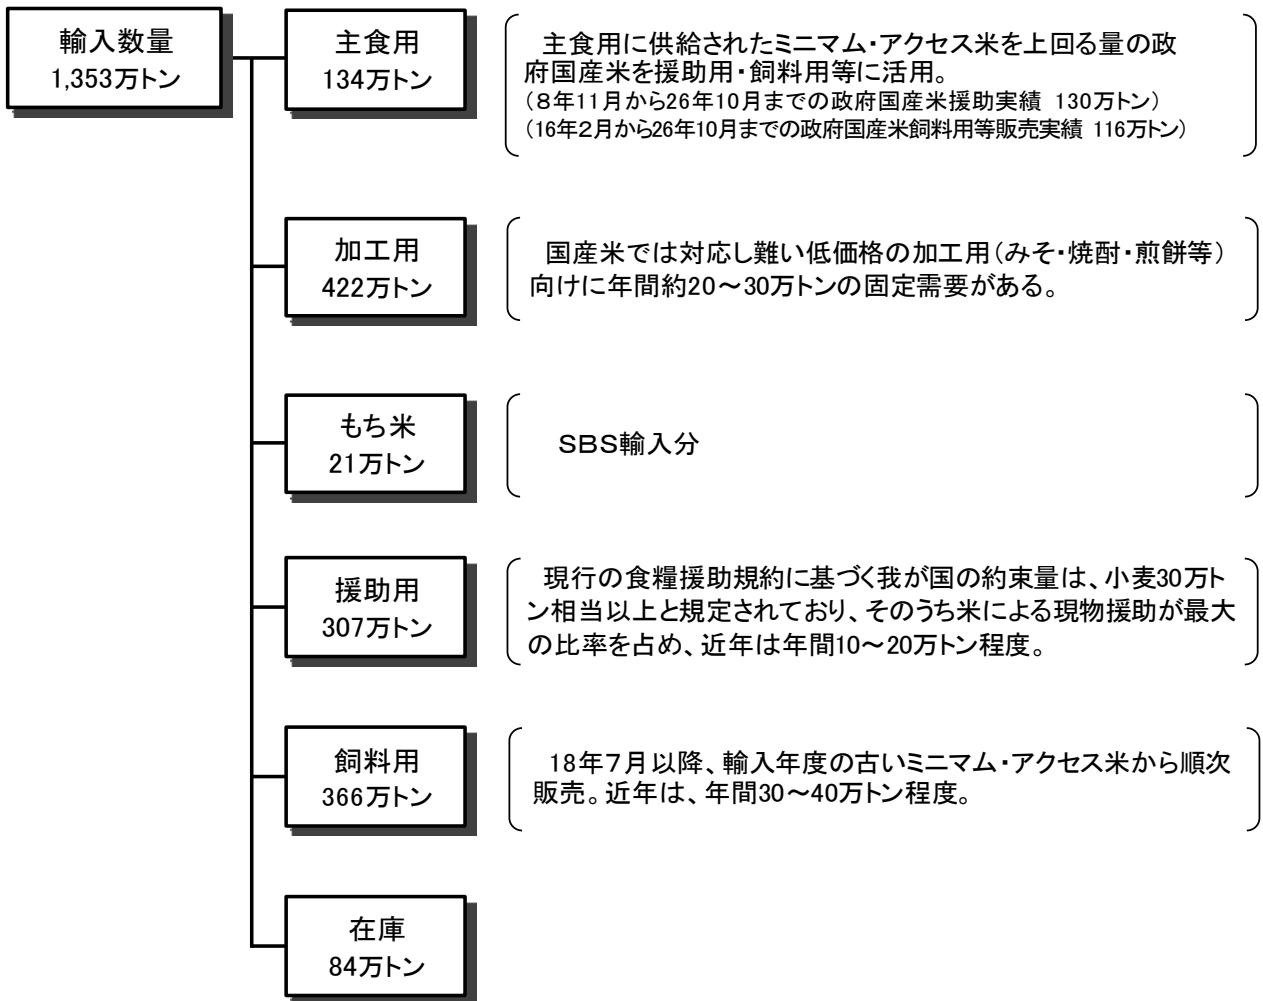 輸入数量
1,353万トン
主食用
134万トン
主食用に供給されたミニマム・アクセス米を上回る量の政
府国産米を援助用・飼料用等に活用。
(８年11月から26年10月までの政府国産米援助実績 130万トン)
(16年２月から26年10月までの政府国産米飼料用等販売実績 116万トン)
加工用
422万トン
国産米では対応し難い低価格の加工用(みそ・焼酎・煎餅等)
向けに年間約20～30万トンの固定需要がある。
もち米
21万トン
ＳＢＳ輸入分
援助用
307万トン
現行の食糧援助規約に基づく我が国の約束量は、小麦30万ト
ン相当以上と規定されており、そのうち米による現物援助が最大
の比率を占め、近年は年間10～20万トン程度。
飼料用
366万トン
18年７月以降、輸入年度の古いミニマム・アクセス米から順次
販売。近年は、年間30～40万トン程度。
在庫
84万トン